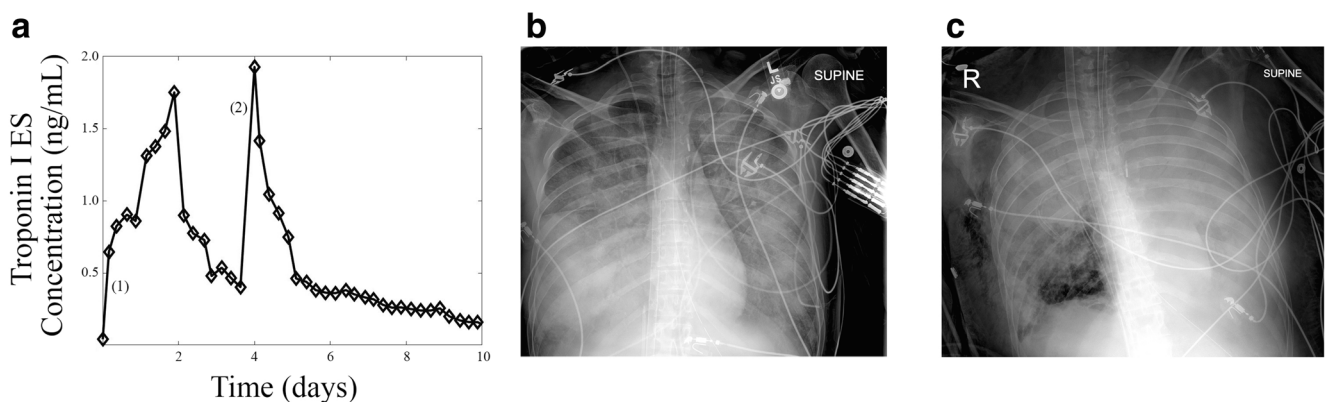 a
b
c
Troponin I ES
Concentration (ng/mL)
2.0
1.5
1.0
0.5
(1)
(2)
2
4
6
8
10
Time (days)
L
JS
SUPINE
R
SUPINE